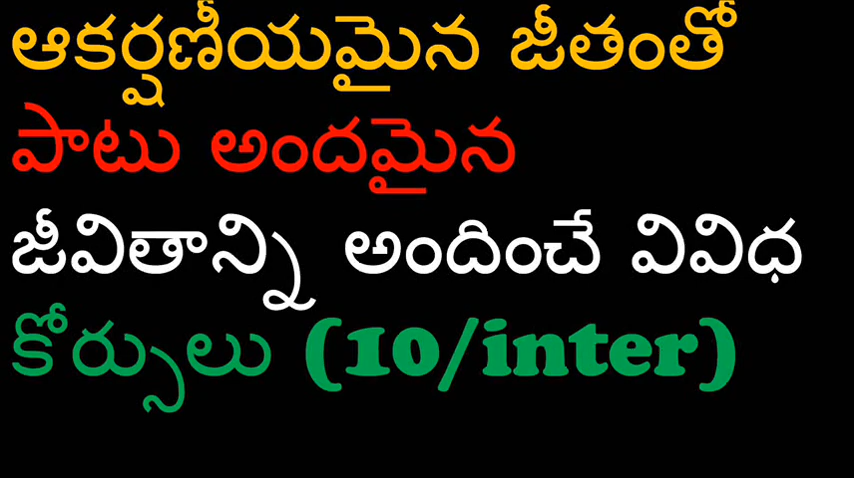 ఆకర్షణీయమైన జీతంతో
పాటు అందమైన
జీవితాన్ని అందించే వివిధ
కోర్సులు (10/inter)